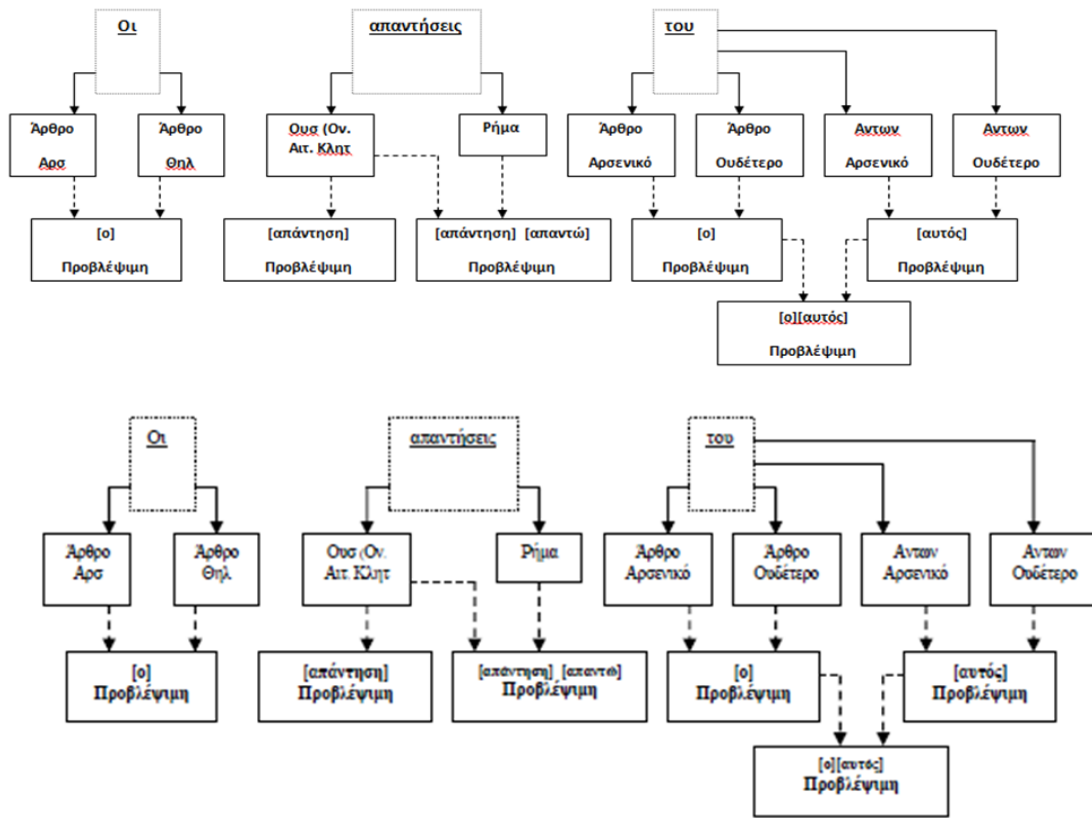 Οι απαντήσεις του
Άρθρο Άρθρο Ουσ (Ον. Ρήμα Άρθρο Άρθρο Αντων Αντων
Αρσ Θηλ Αιτ. Κλητ Αρσενικό Ουδέτερο Αρσενικό Ουδέτερο
[ο] [απάντηση] [απάντηση] [απαντώ] [ο] [αυτός]
Προβλέψιμη Προβλέψιμη Προβλέψιμη Προβλέψιμη Προβλέψιμη
[ο][αυτός]
Προβλέψιμη
Οι απαντήσεις του
Άρθρο Άρθρο Ουσ (Ον. Ρήμα Άρθρο Άρθρο Αντων Αντων
Αρσ Θηλ Αιτ. Κλητ Αρσενικό Ουδέτερο Αρσενικό Ουδέτερο
[ο] [απάντηση] [απάντηση] [απαντώ] [ο] [αυτός]
Προβλέψιμη Προβλέψιμη Προβλέψιμη Προβλέψιμη Προβλέψιμη
[ο][αυτός]
Προβλέψιμη